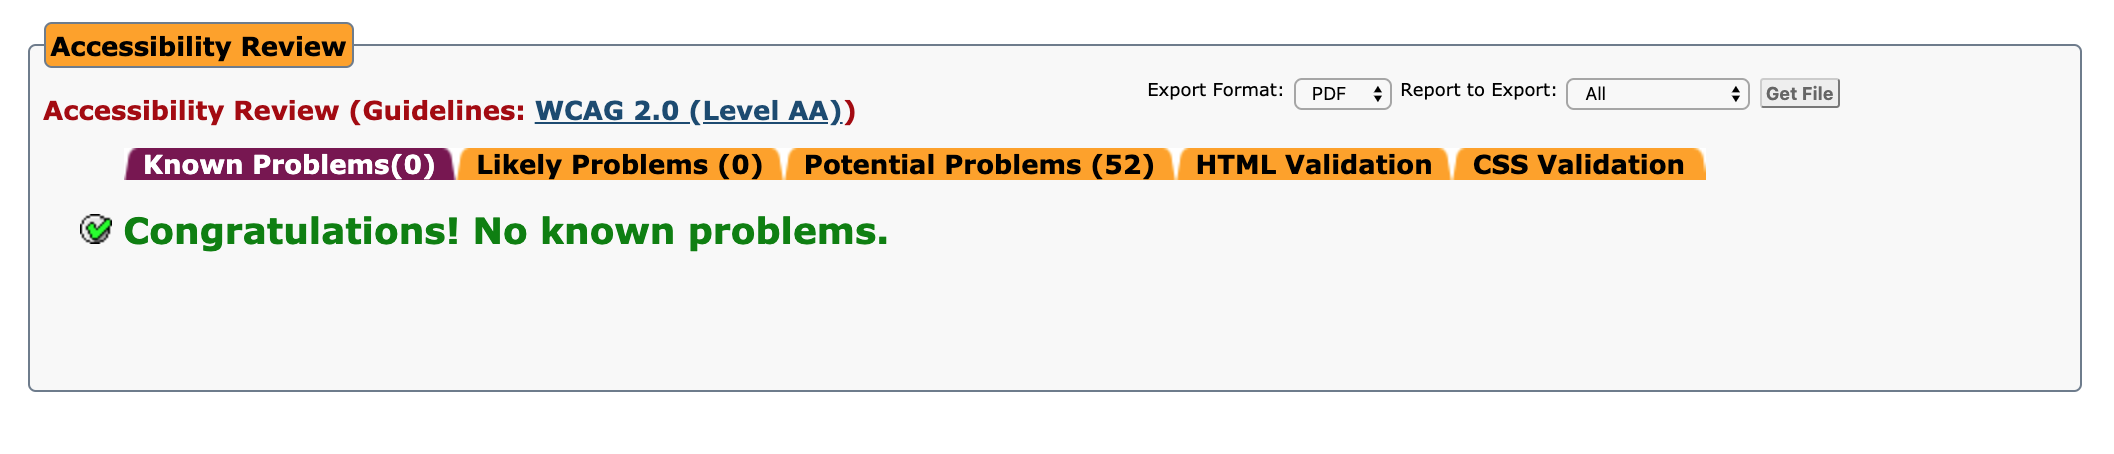 Accessibility Review
Export Format: PDF Report to Export: All Get File
Accessibility Review (Guidelines: WCAG 2.0 (Level AA))
Known Problems(0) Likely Problems (0) Potential Problems (52) HTML Validation CSS Validation
Congratulations! No known problems.